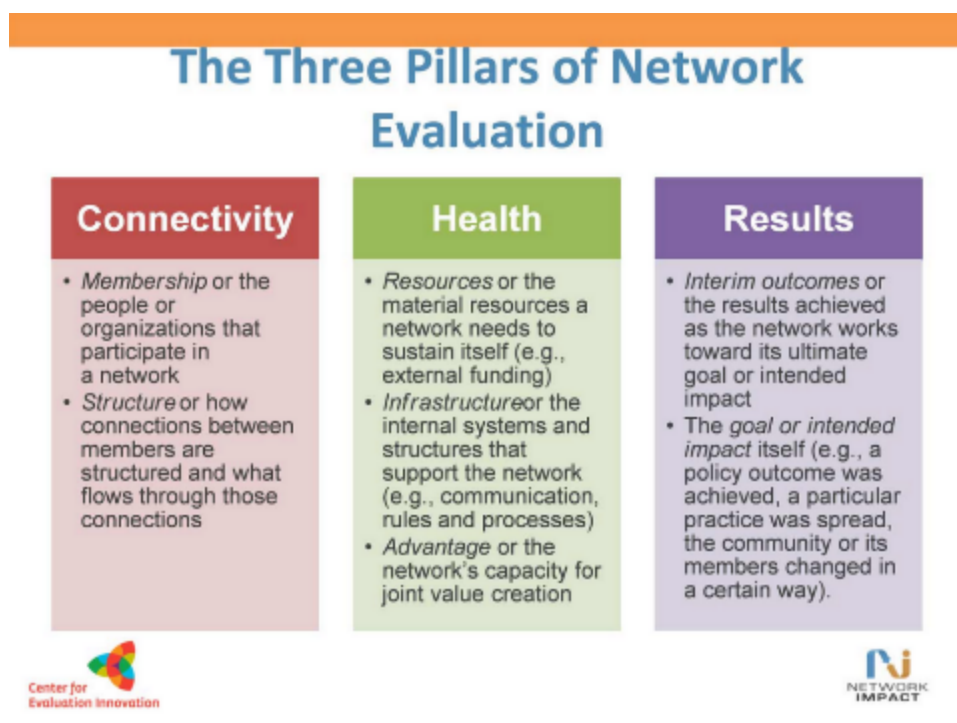 The Three Pillars of Network
Evaluation
Connectivity
• Membership or the
people or
organizations that
participate in
a network
• Structure or how
connections between
members are
structured and what
flows through those
connections
Health
• Resources or the
material resources a
network needs to
sustain itself (e.g.,
external funding)
• Infrastructureor the
internal systems and
structures that
support the network
(e.g., communication,
rules and processes)
• Advantage or the
network's capacity for
joint value creation
Results
• Interim outcomes or
the results achieved
as the network works
toward its ultimate
goal or intended
impact
• The goal or intended
impact itself (e.g., a
policy outcome was
achieved, a particular
practice was spread,
the community or its
members changed in
a certain way).
Center for
Evaluation Innovation
NETWORK
IMPACT